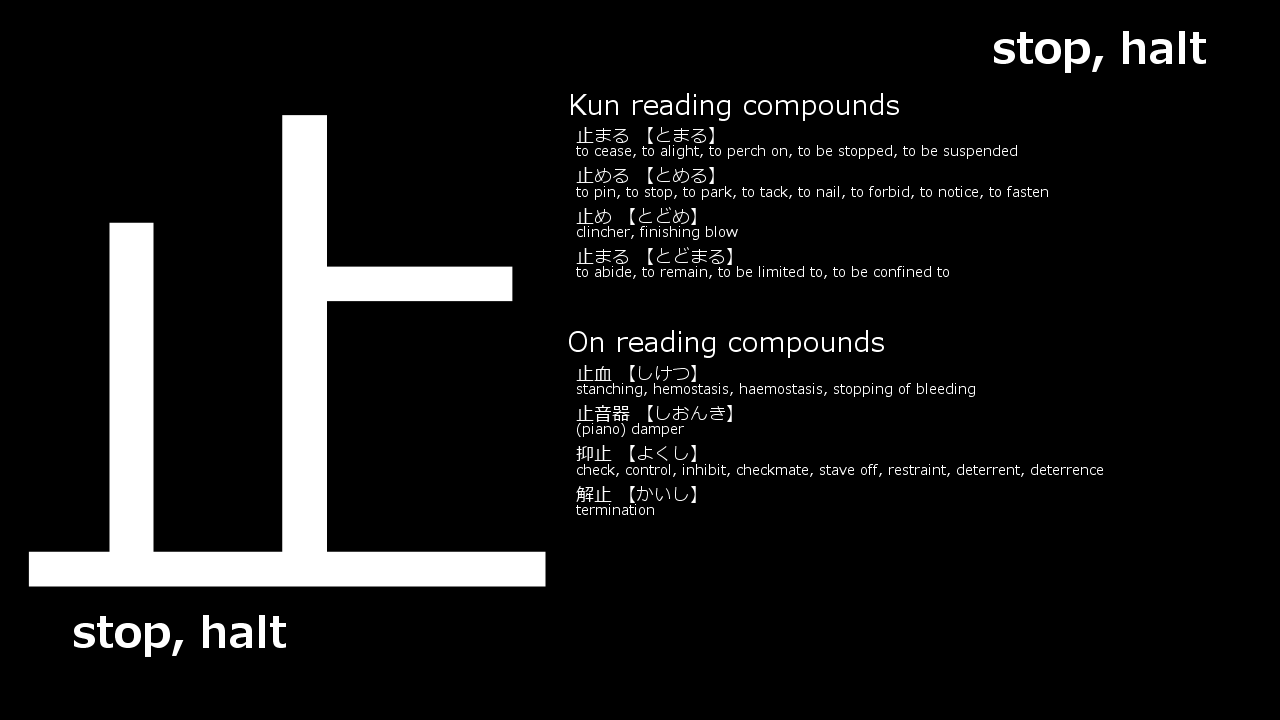 stop, halt
止
Kun reading compounds
止まる 【とまる】
to cease, to alight, to perch on, to be stopped, to be suspended
止める 【とめる】
to pin, to stop, to park, to tack, to nail, to forbid, to notice, to fasten
止め 【とどめ】
clincher, finishing blow
止まる 【とどまる】
to abide, to remain, to be limited to, to be confined to
On reading compounds
止血 【しけつ】
stanching, hemostasis, haemostasis, stopping of bleeding
止音器 【しおんき】
(piano) damper
抑止 【よくし】
check, control, inhibit, checkmate, stave off, restraint, deterrent, deterrence
解止 【かいし】
termination
stop, halt